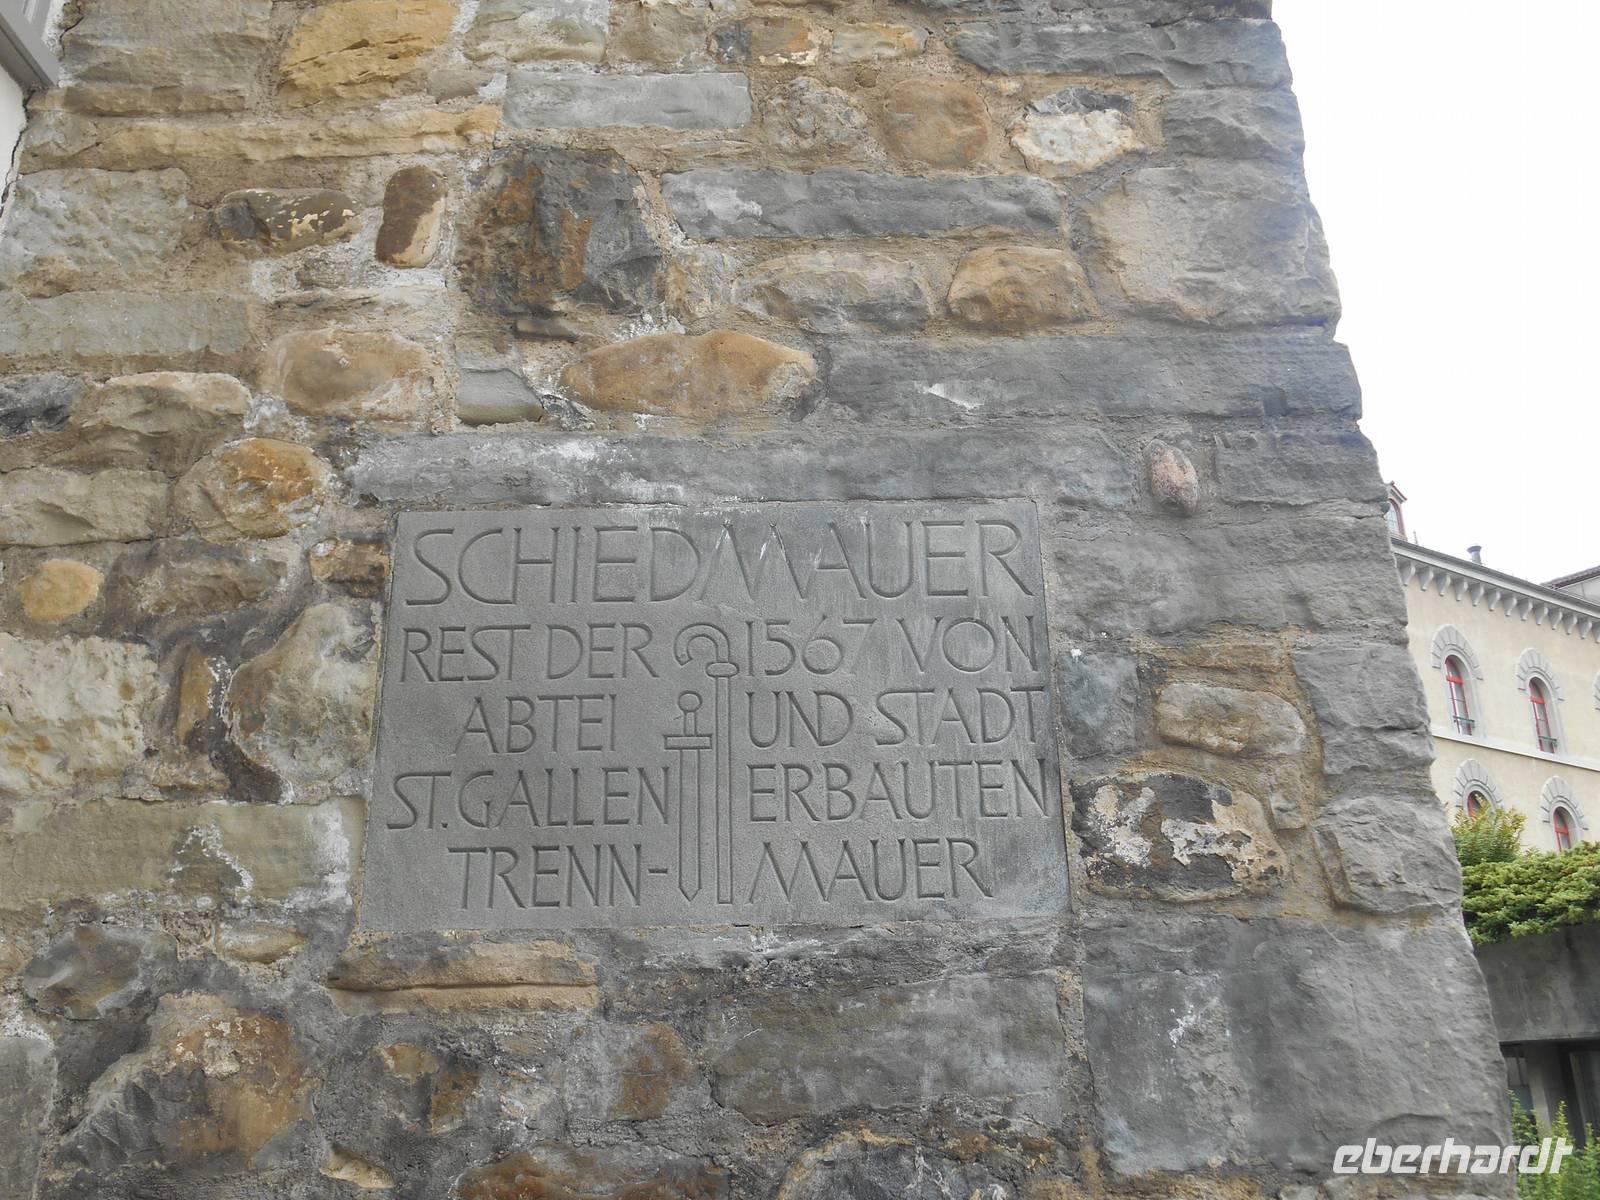 SCHIEDMAUER
REST DER 1567 VON
ABTEI UND STADT
ST. GALLEN ERBAUTEN
TRENN- MAUER
eberhardt